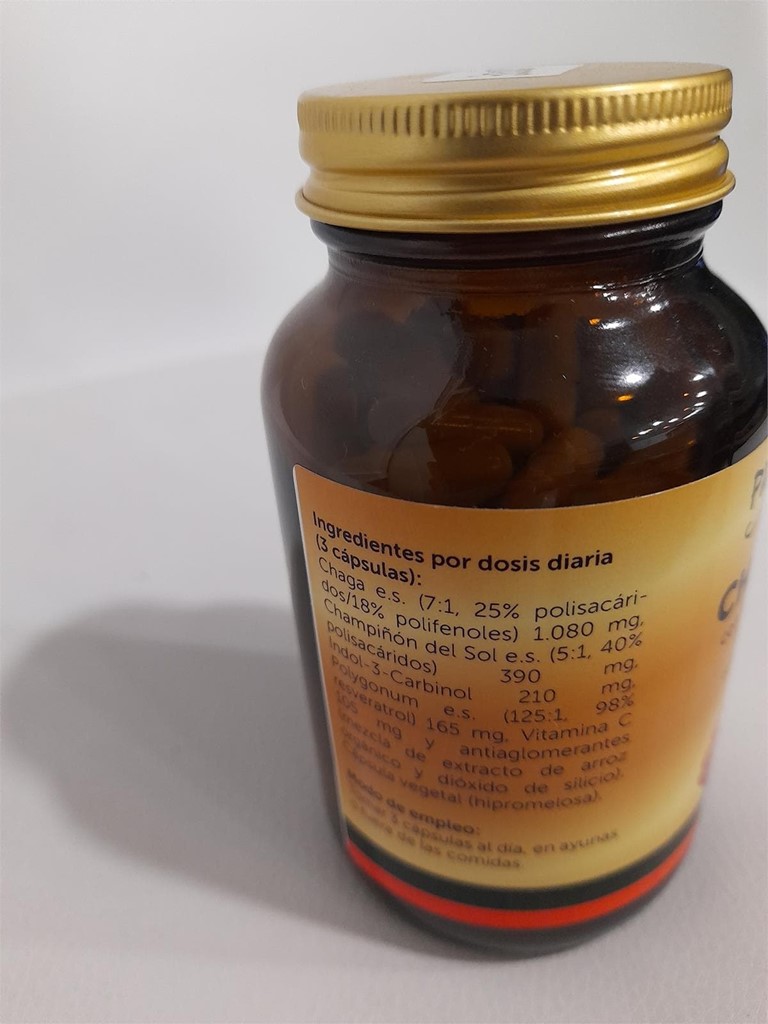 Ingredientes por dosis diaria
(3 cápsulas):
Chaga e.s. (7:1, 25% polisacári-
dos/18% polifenoles) 1.080 mg,
Champiñón del Sol e.s. (5:1, 40%
polisacáridos) 390 mg,
Indol-3-Carbinol 210 mg,
Polygonum e.s. (125:1, 98%
resveratrol) 165 mg, Vitamina C
105 mg y antiaglomerantes
(mezcla de extracto de arroz
orgánico y dióxido de silicio).
Cápsula vegetal (hipromelosa).
Modo de empleo:
Tomar 3 cápsulas al día, en ayunas
o fuera de las comidas.